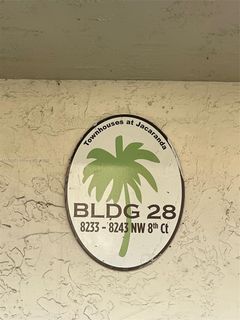 Townhouses at Jacaranda
BLDG 28
8233 - 8243 NW 8th Ct